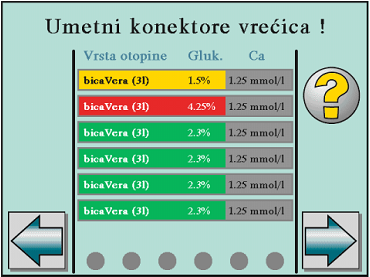 Umetni konektore vrećica !
Vrsta otopine Gluk. Ca
bicaVera (3l) 1.5% 1.25 mmol/l
bicaVera (3l) 4.25% 1.25 mmol/l
bicaVera (3l) 2.3% 1.25 mmol/l
bicaVera (3l) 2.3% 1.25 mmol/l
bicaVera (3l) 2.3% 1.25 mmol/l
bicaVera (3l) 2.3% 1.25 mmol/l
?